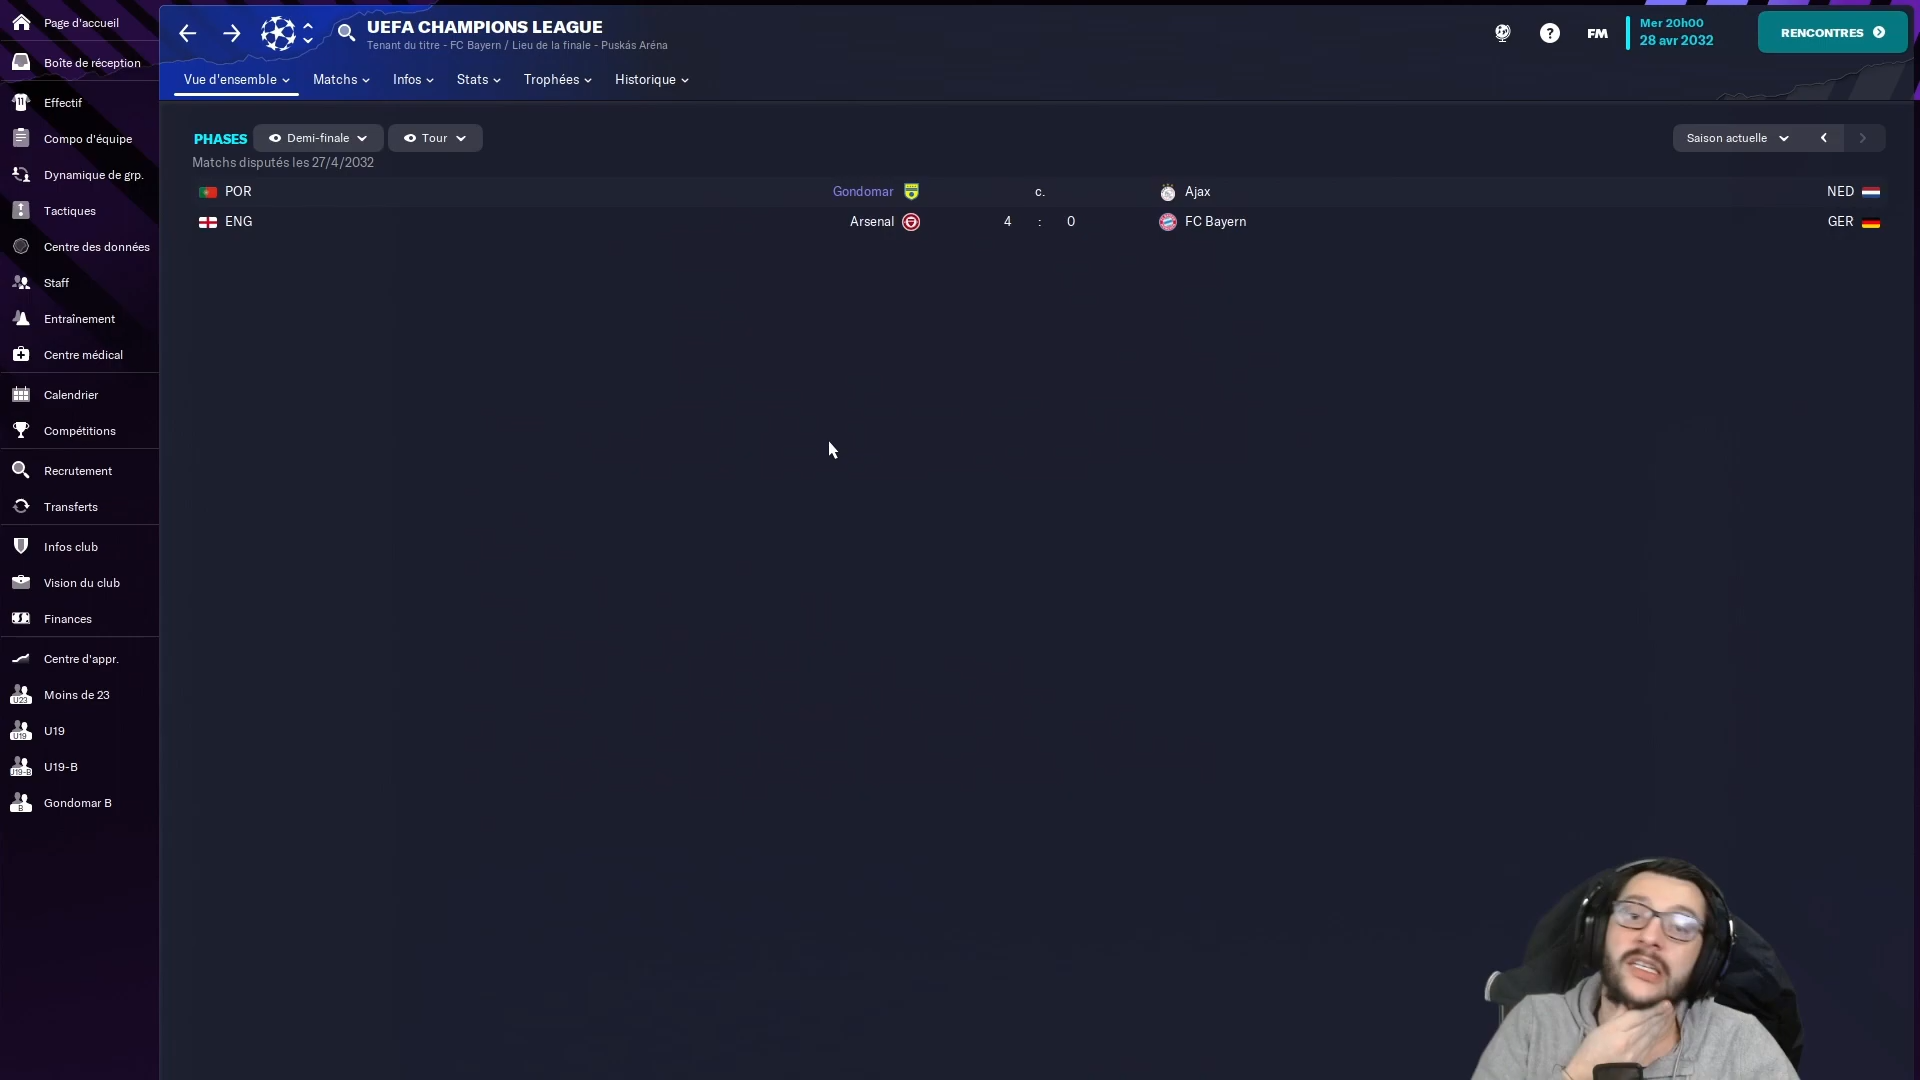 Page d'accueil
Boîte de réception
Effectif
Compo d'équipe
Dynamique de grp.
Tactiques
Centre des données
Staff
Entraînement
Centre médical
Calendrier
Compétitions
Recrutement
Transferts
Infos club
Vision du club
Finances
Centre d'appr.
U23
Moins de 23
U19
U19
U19-B
U19-B
B
Gondomar B
UEFA CHAMPIONS LEAGUE
Tenant du titre - FC Bayern / Lieu de la finale - Puskás Aréna
? FM
Mer 20h00
28 avr 2032
RENCONTRES
Vue d'ensemble Matchs Infos Stats Trophées Historique
PHASES Demi-finale Tour Saison actuelle
Matchs disputés les 27/4/2032
POR Gondomar c. Ajax NED
ENG Arsenal 4 : 0 FC Bayern GER